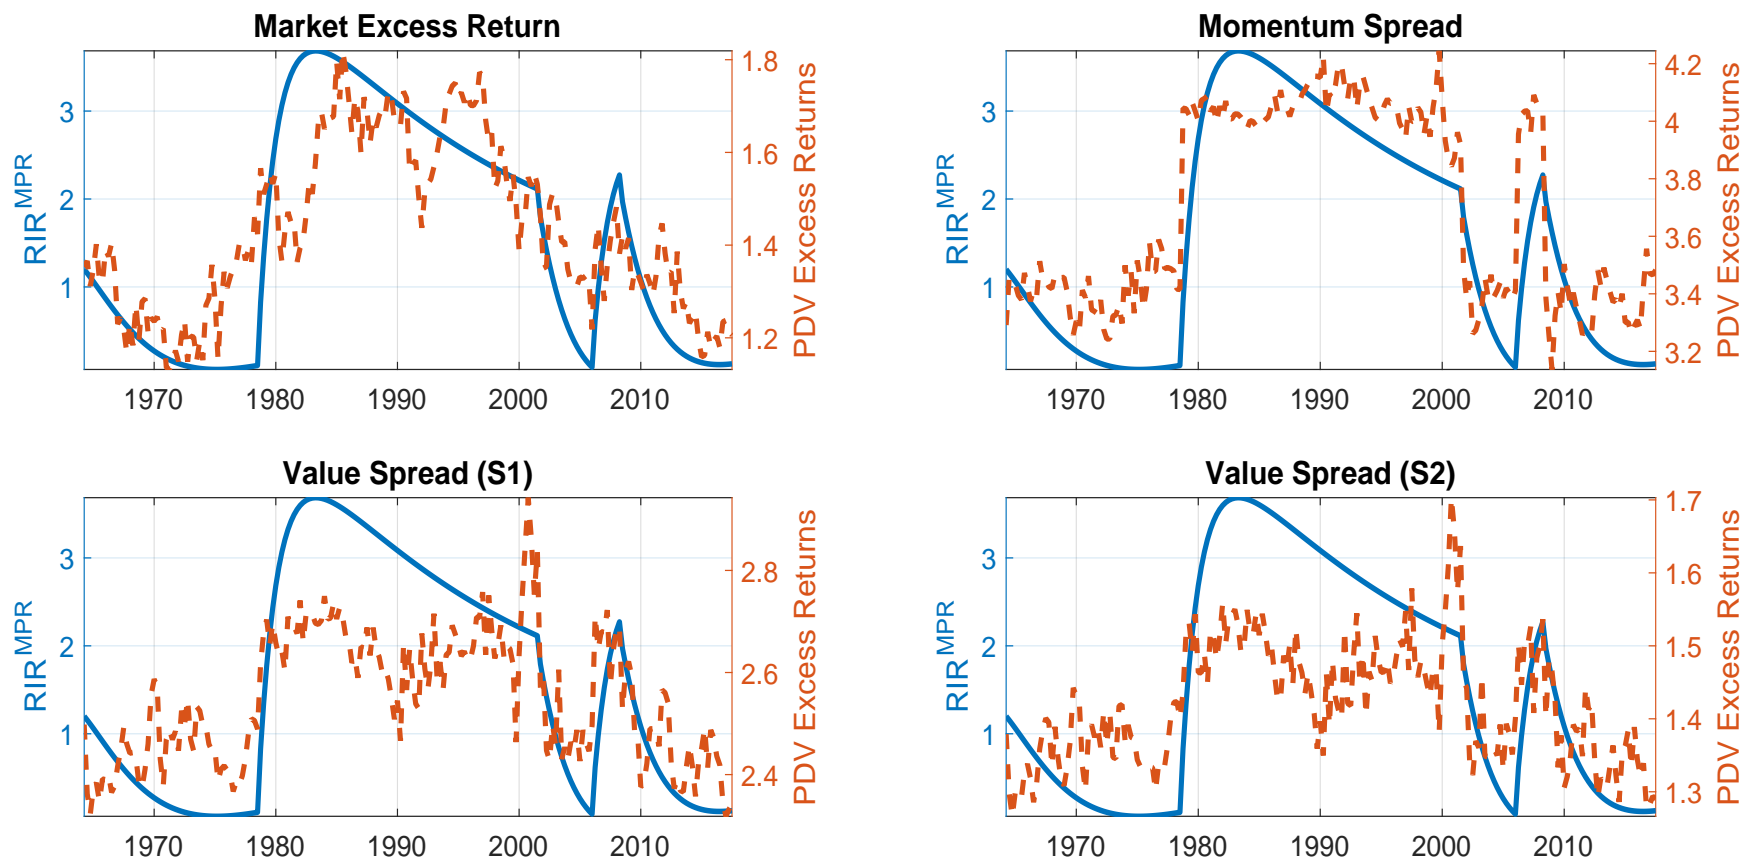 Market Excess Return
3
2
1
RIR^MPR
1.8
1.6
1.4
1.2
PDV Excess Returns
1970 1980 1990 2000 2010
Momentum Spread
3
2
1
RIR^MPR
4.2
4
3.8
3.6
3.4
3.2
PDV Excess Returns
1970 1980 1990 2000 2010
Value Spread (S1)
3
2
1
RIR^MPR
2.8
2.6
2.4
PDV Excess Returns
1970 1980 1990 2000 2010
Value Spread (S2)
3
2
1
RIR^MPR
1.7
1.6
1.5
1.4
1.3
PDV Excess Returns
1970 1980 1990 2000 2010